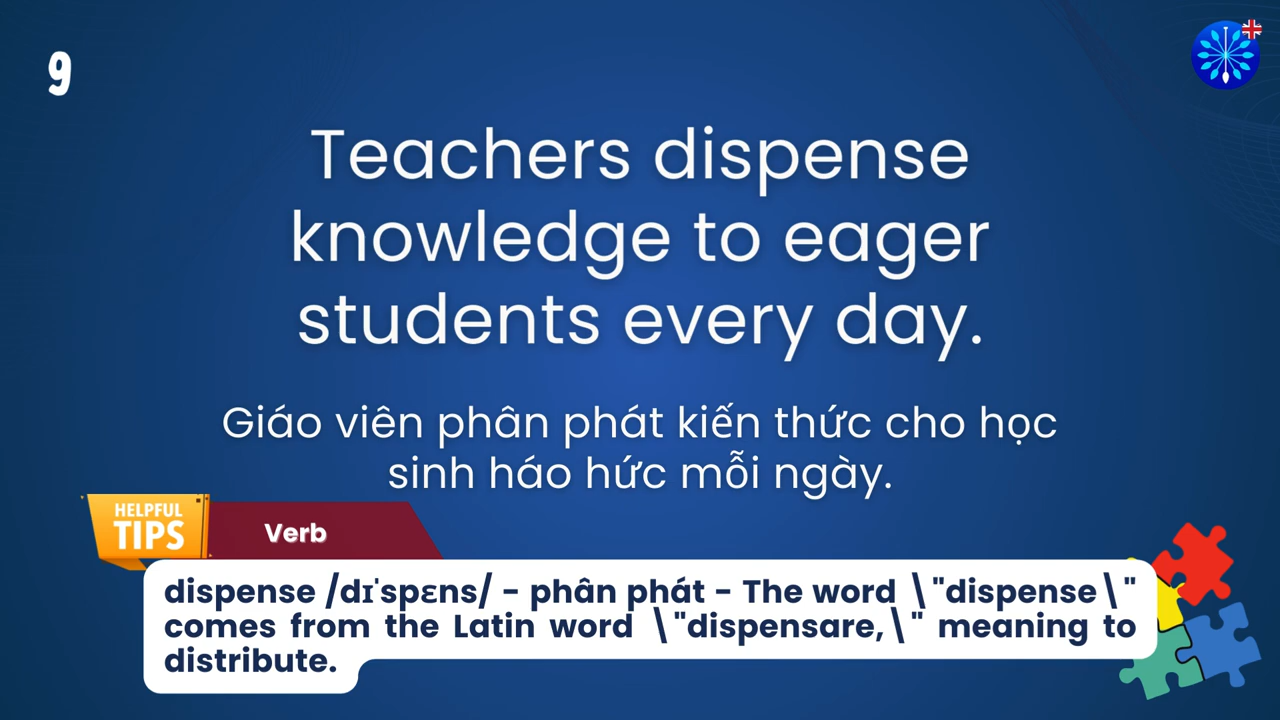 9
Teachers dispense
knowledge to eager
students every day.
Giáo viên phân phát kiến thức cho học
sinh háo hức mỗi ngày.
HELPFUL
TIPS
Verb
dispense /dɪˈspɛns/ - phân phát - The word \"dispense\"
comes from the Latin word \"dispensare,\" meaning to
distribute.